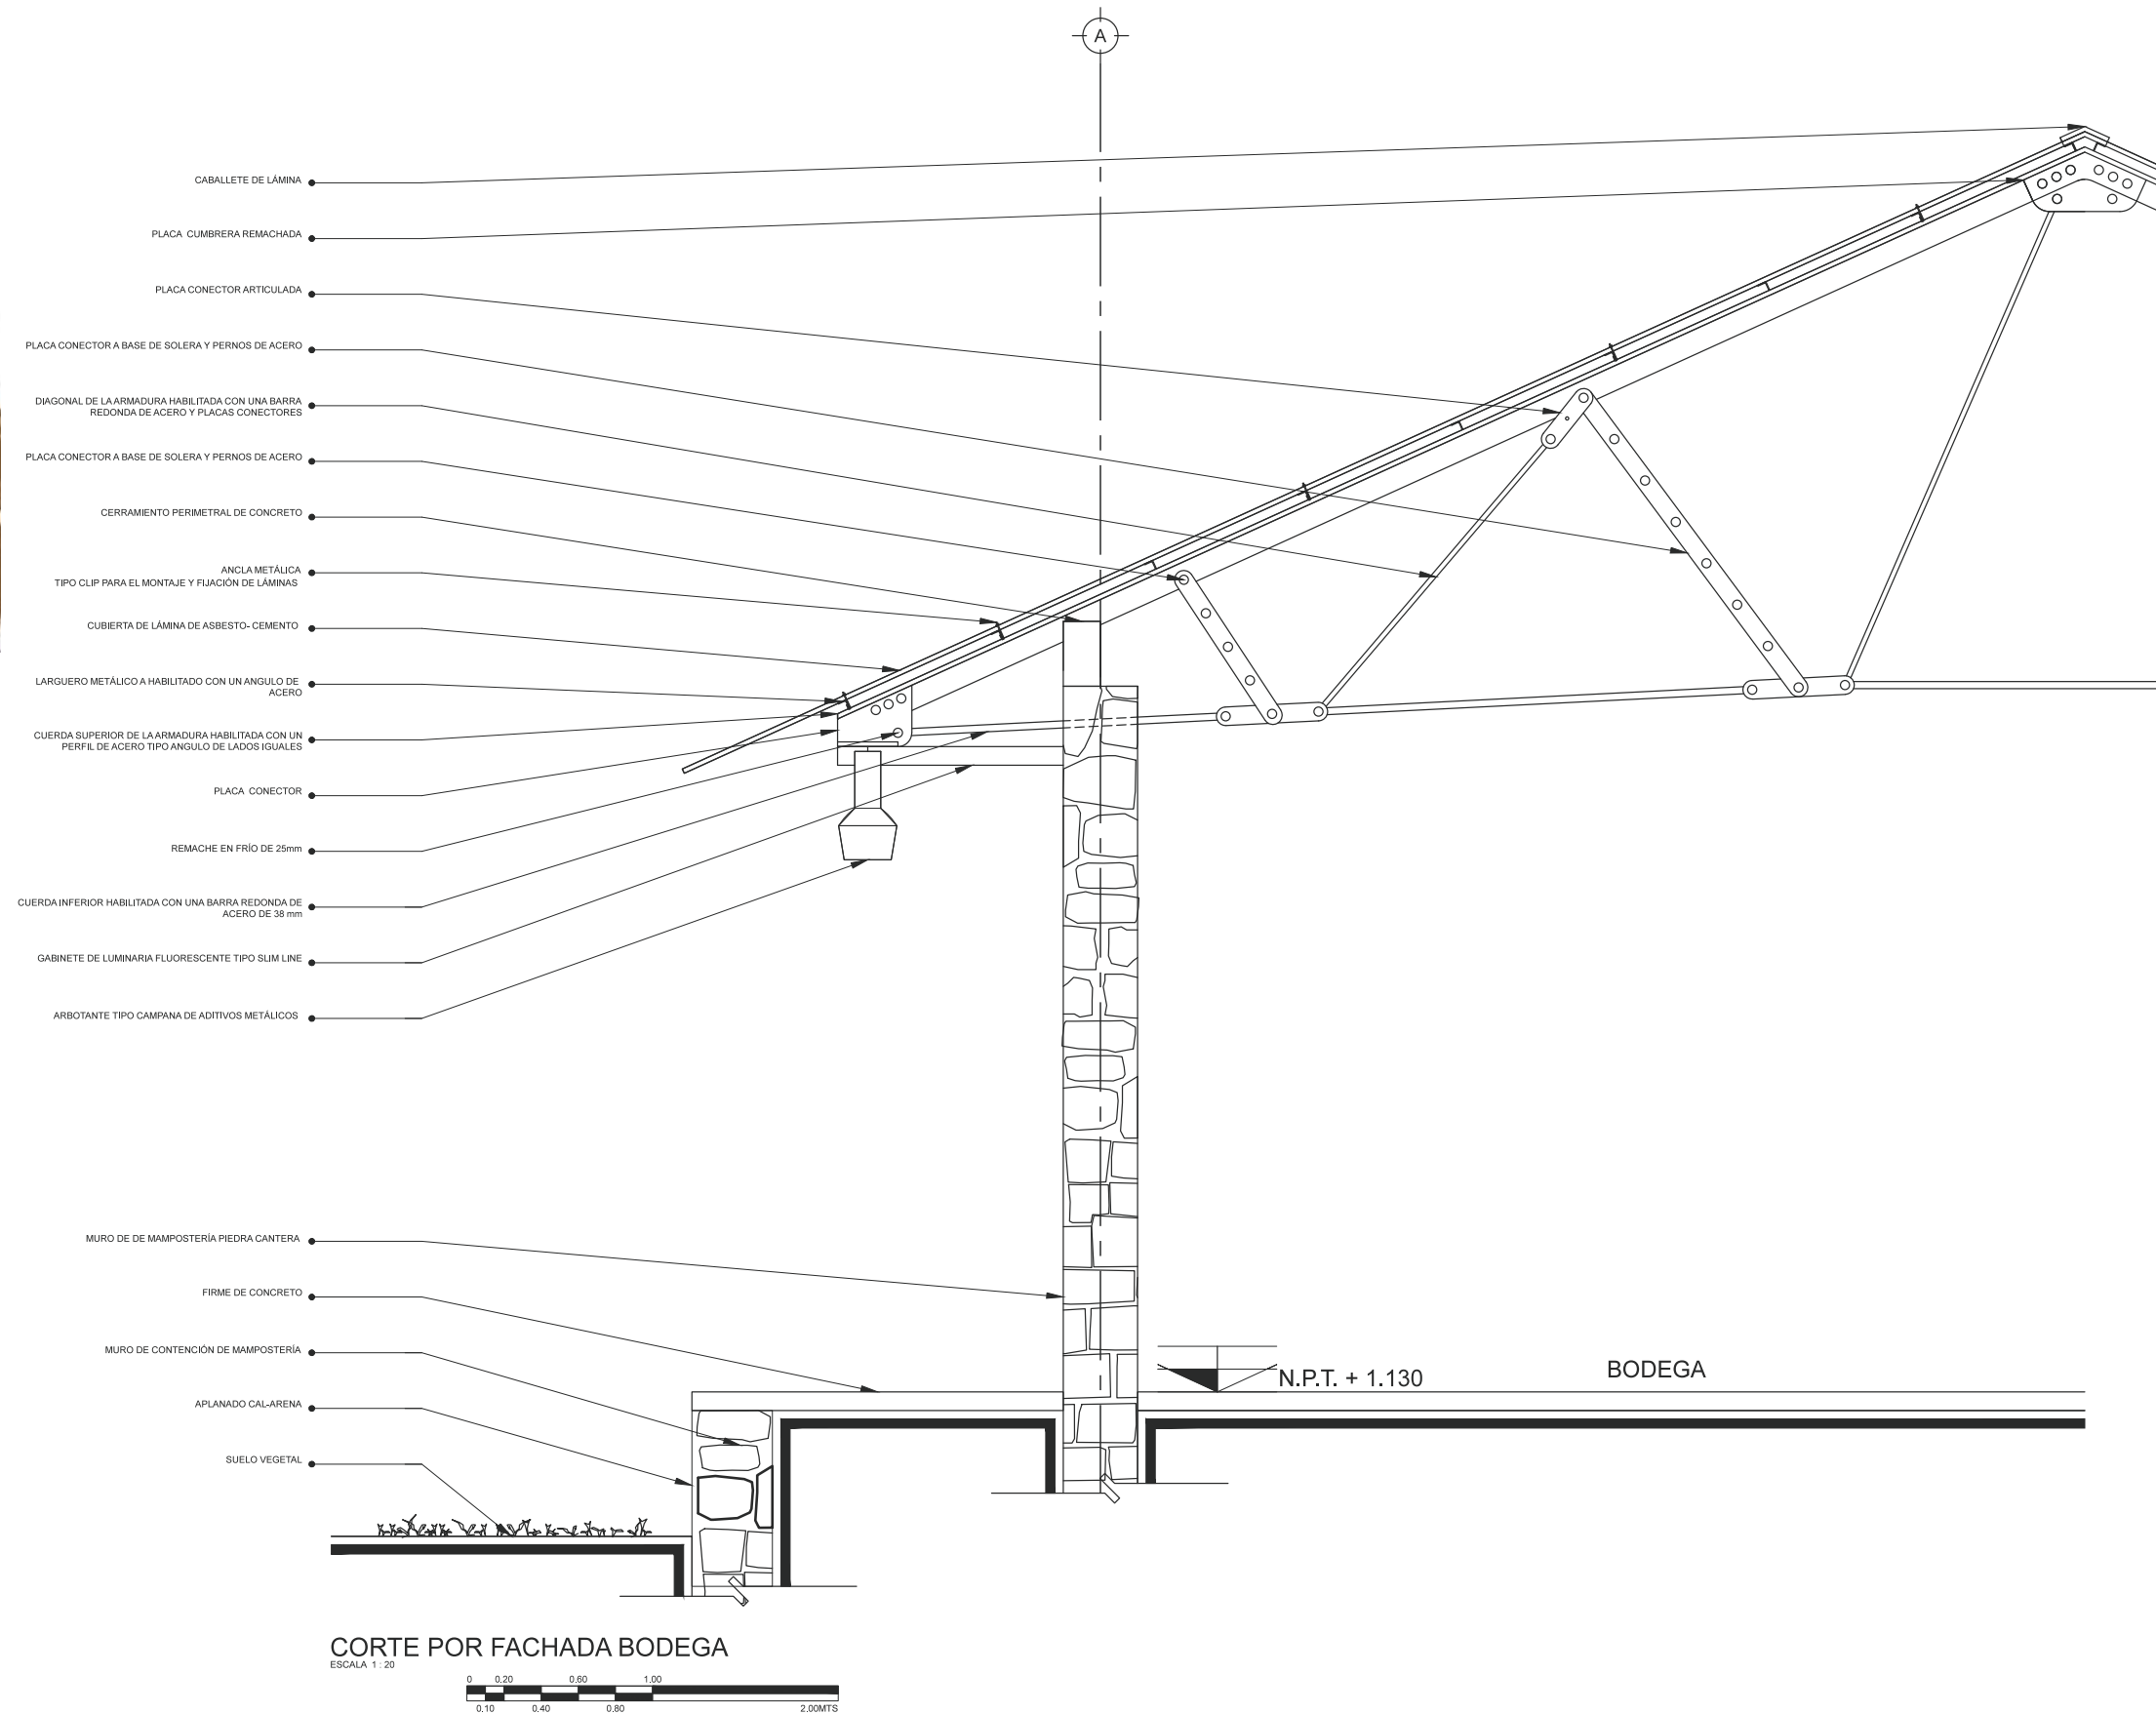 A
CABALLETE DE LÁMINA
PLACA CUMBRERA REMACHADA
PLACA CONECTOR ARTICULADA
PLACA CONECTOR A BASE DE SOLERA Y PERNOS DE ACERO
DIAGONAL DE LA ARMADURA HABILITADA CON UNA BARRA
REDONDA DE ACERO Y PLACAS CONECTORES
PLACA CONECTOR A BASE DE SOLERA Y PERNOS DE ACERO
CERRAMIENTO PERIMETRAL DE CONCRETO
ANCLA METÁLICA
TIPO CLIP PARA EL MONTAJE Y FIJACIÓN DE LÁMINAS
CUBIERTA DE LÁMINA DE ASBESTO- CEMENTO
LARGUERO METÁLICO A HABILITADO CON UN ANGULO DE
ACERO
CUERDA SUPERIOR DE LA ARMADURA HABILITADA CON UN
PERFIL DE ACERO TIPO ANGULO DE LADOS IGUALES
PLACA CONECTOR
REMACHE EN FRÍO DE 25mm
CUERDA INFERIOR HABILITADA CON UNA BARRA REDONDA DE
ACERO DE 38 mm
GABINETE DE LUMINARIA FLUORESCENTE TIPO SLIM LINE
ARBOTANTE TIPO CAMPANA DE ADITIVOS METÁLICOS
MURO DE DE MAMPOSTERÍA PIEDRA CANTERA
FIRME DE CONCRETO
MURO DE CONTENCIÓN DE MAMPOSTERÍA
APLANADO CAL-ARENA
SUELO VEGETAL
N.P.T. + 1.130
BODEGA
CORTE POR FACHADA BODEGA
ESCALA 1 : 20
0 0.20 0.60 1.00
0.10 0.40 0.80 2.00MTS